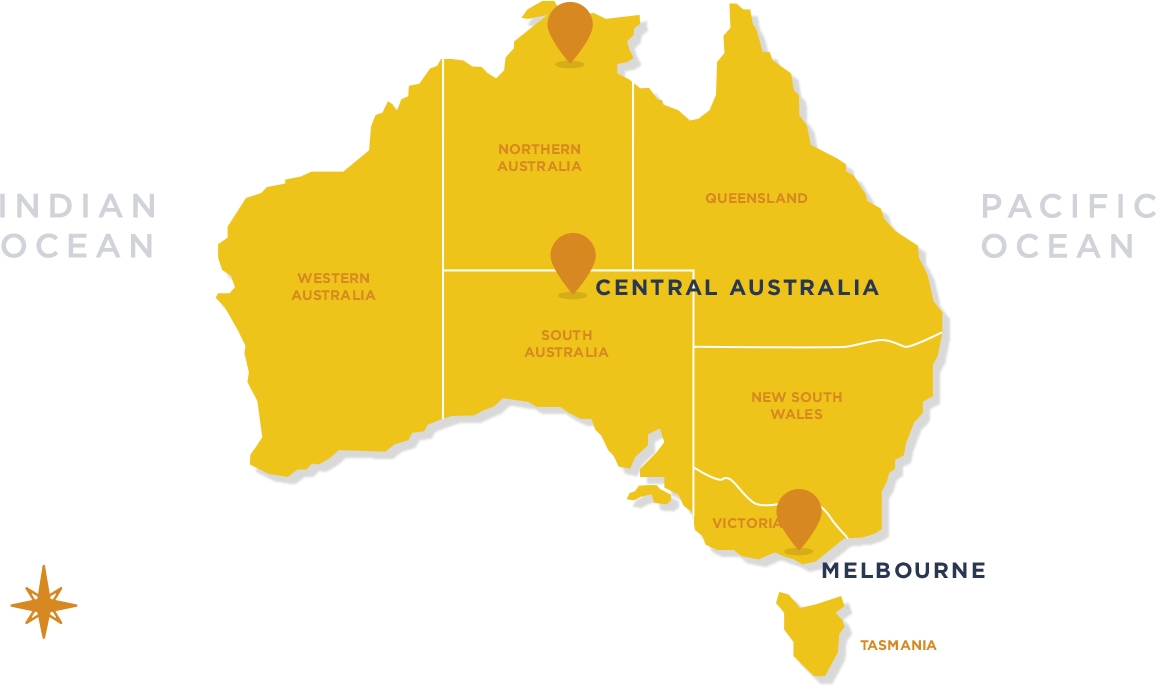 NORTHERN
AUSTRALIA
QUEENSLAND
INDIAN
OCEAN
PACIFIC
OCEAN
WESTERN
AUSTRALIA
CENTRAL AUSTRALIA
SOUTH
AUSTRALIA
NEW SOUTH
WALES
VICTORIA
MELBOURNE
TASMANIA